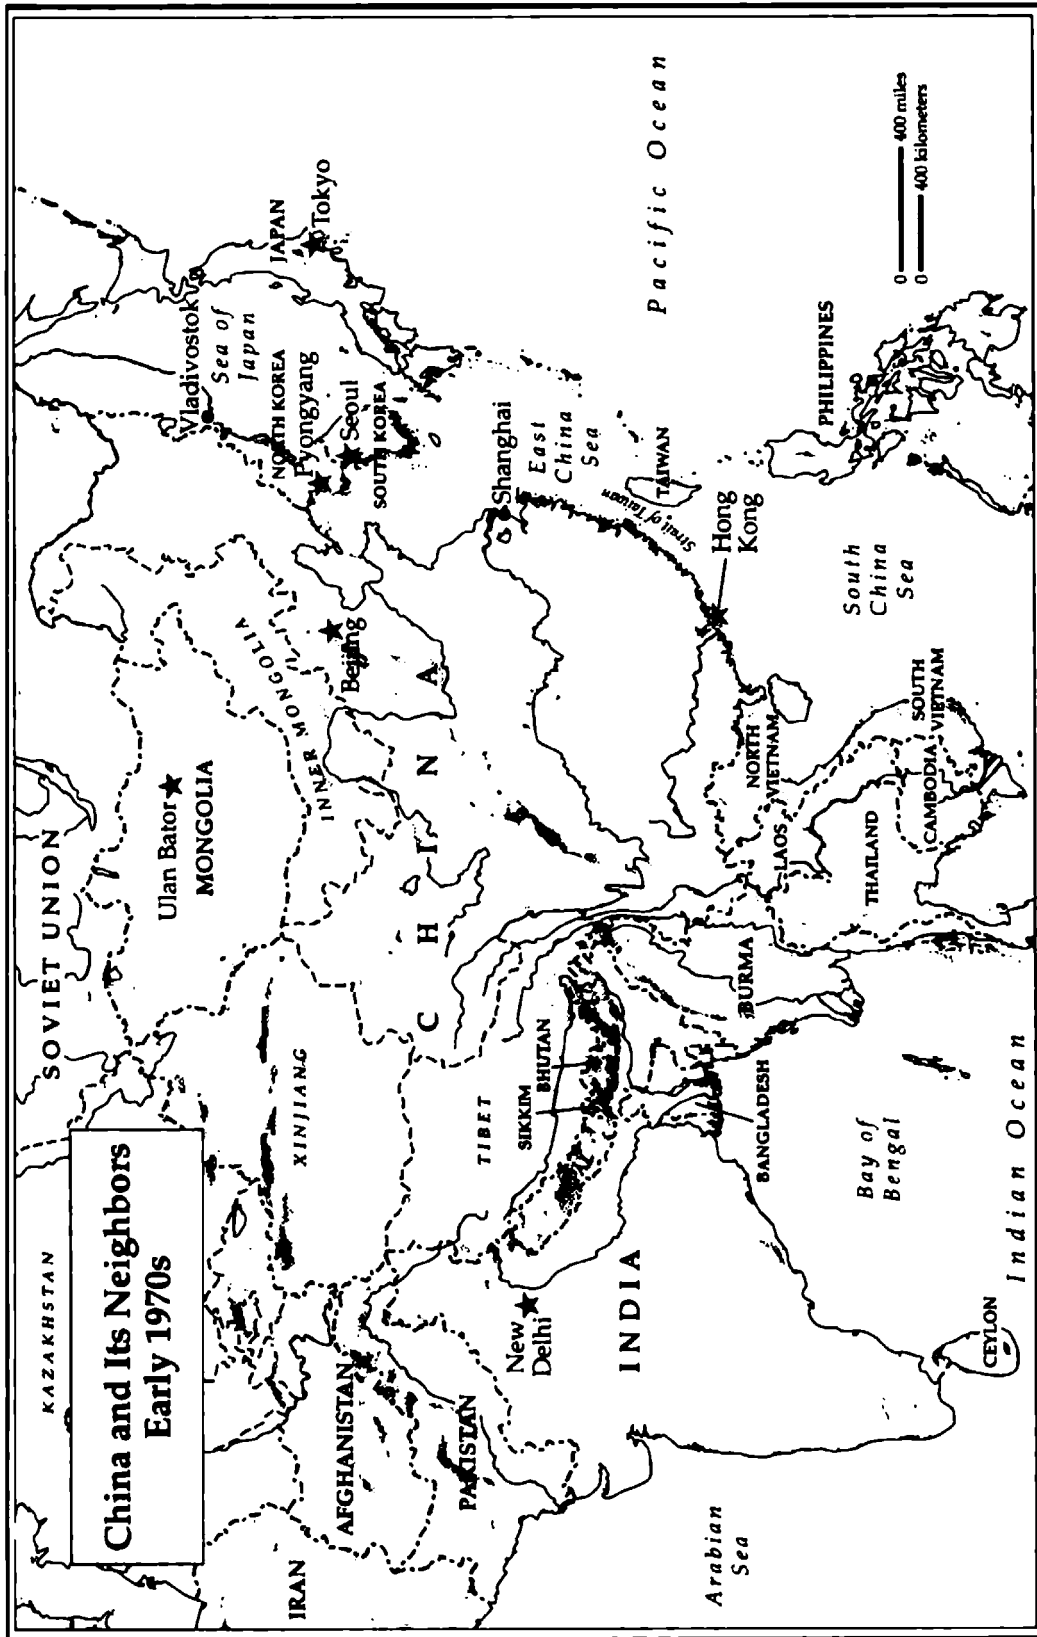 China and Its Neighbors
Early 1970s
KAZAKHSTAN
SOVIET UNION
Ulan Bator
MONGOLIA
INNER MONGOLIA
XINJIANG
Vladivostok
Sea of
Japan
JAPAN
Tokyo
NORTH KOREA
Pyongyang
Seoul
SOUTH KOREA
Beijing
CHINA
IRAN
AFGHANISTAN
PAKISTAN
TIBET
SIKKIM
BHUTAN
New
Delhi
INDIA
Shanghai
East
China
Sea
Strait of Taiwan
TAIWAN
Pacific Ocean
Hong
Kong
NORTH
VIETNAM
LAOS
BURMA
BANGLADESH
Arabian
Sea
Bay of
Bengal
THAILAND
CAMBODIA
SOUTH
VIETNAM
South
China
Sea
PHILIPPINES
0 400 miles
0 400 kilometers
CEYLON
Indian Ocean